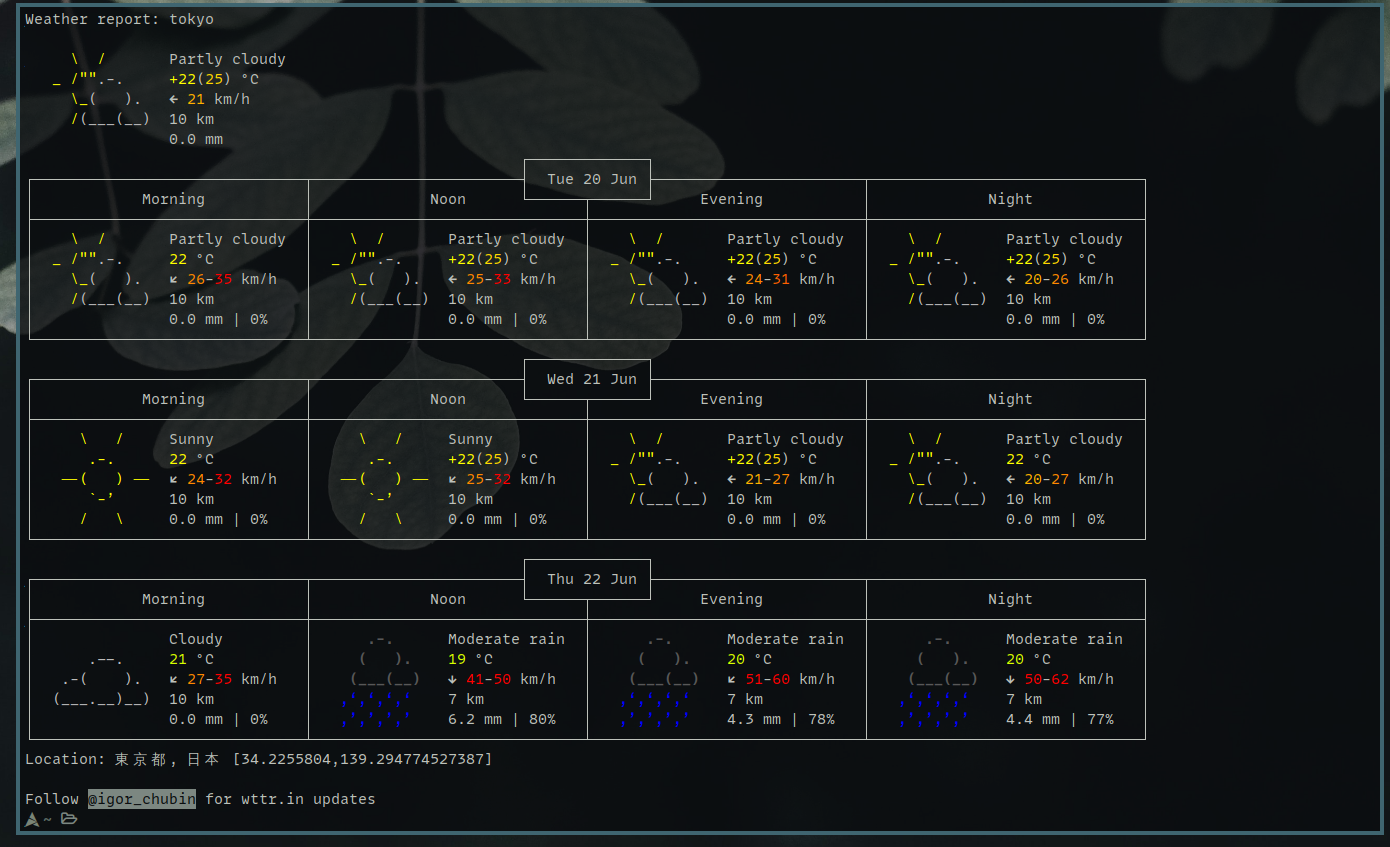 Weather report: tokyo
Partly cloudy
+22(25) °C
← 21 km/h
10 km
0.0 mm
Tue 20 Jun
Morning Noon Evening Night
Partly cloudy Partly cloudy Partly cloudy Partly cloudy
22 °C +22(25) °C +22(25) °C +22(25) °C
↙ 26-35 km/h ← 25-33 km/h ← 24-31 km/h ← 20-26 km/h
10 km 10 km 10 km 10 km
0.0 mm | 0% 0.0 mm | 0% 0.0 mm | 0% 0.0 mm | 0%
Wed 21 Jun
Morning Noon Evening Night
Sunny Sunny Partly cloudy Partly cloudy
22 °C +22(25) °C +22(25) °C 22 °C
↙ 24-32 km/h ↙ 25-32 km/h ← 21-27 km/h ← 20-27 km/h
10 km 10 km 10 km 10 km
0.0 mm | 0% 0.0 mm | 0% 0.0 mm | 0% 0.0 mm | 0%
Thu 22 Jun
Morning Noon Evening Night
Cloudy Moderate rain Moderate rain Moderate rain
21 °C 19 °C 20 °C 20 °C
↙ 27-35 km/h ↓ 41-50 km/h ↙ 51-60 km/h ↓ 50-62 km/h
10 km 7 km 7 km 7 km
0.0 mm | 0% 6.2 mm | 80% 4.3 mm | 78% 4.4 mm | 77%
Location: 東京都, 日本 [34.2255804,139.294774527387]
Follow @igor_chubin for wttr.in updates
~